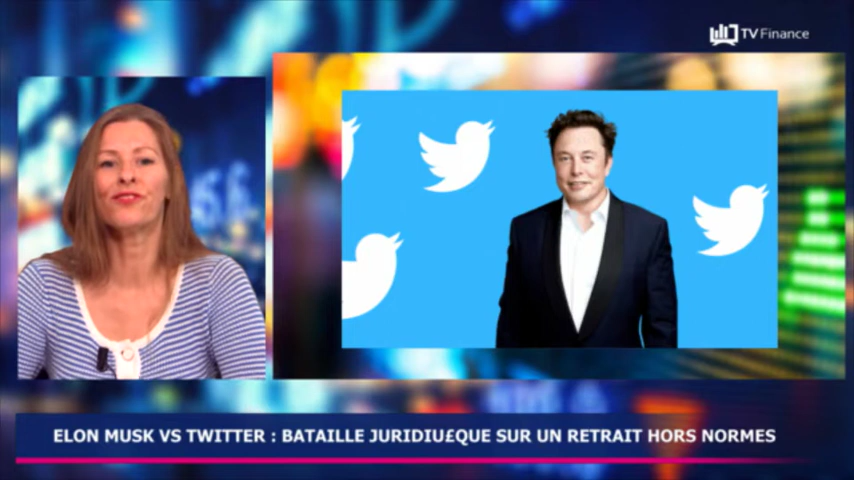 TV Finance
ELON MUSK VS TWITTER : BATAILLE JURIDIU£QUE SUR UN RETRAIT HORS NORMES